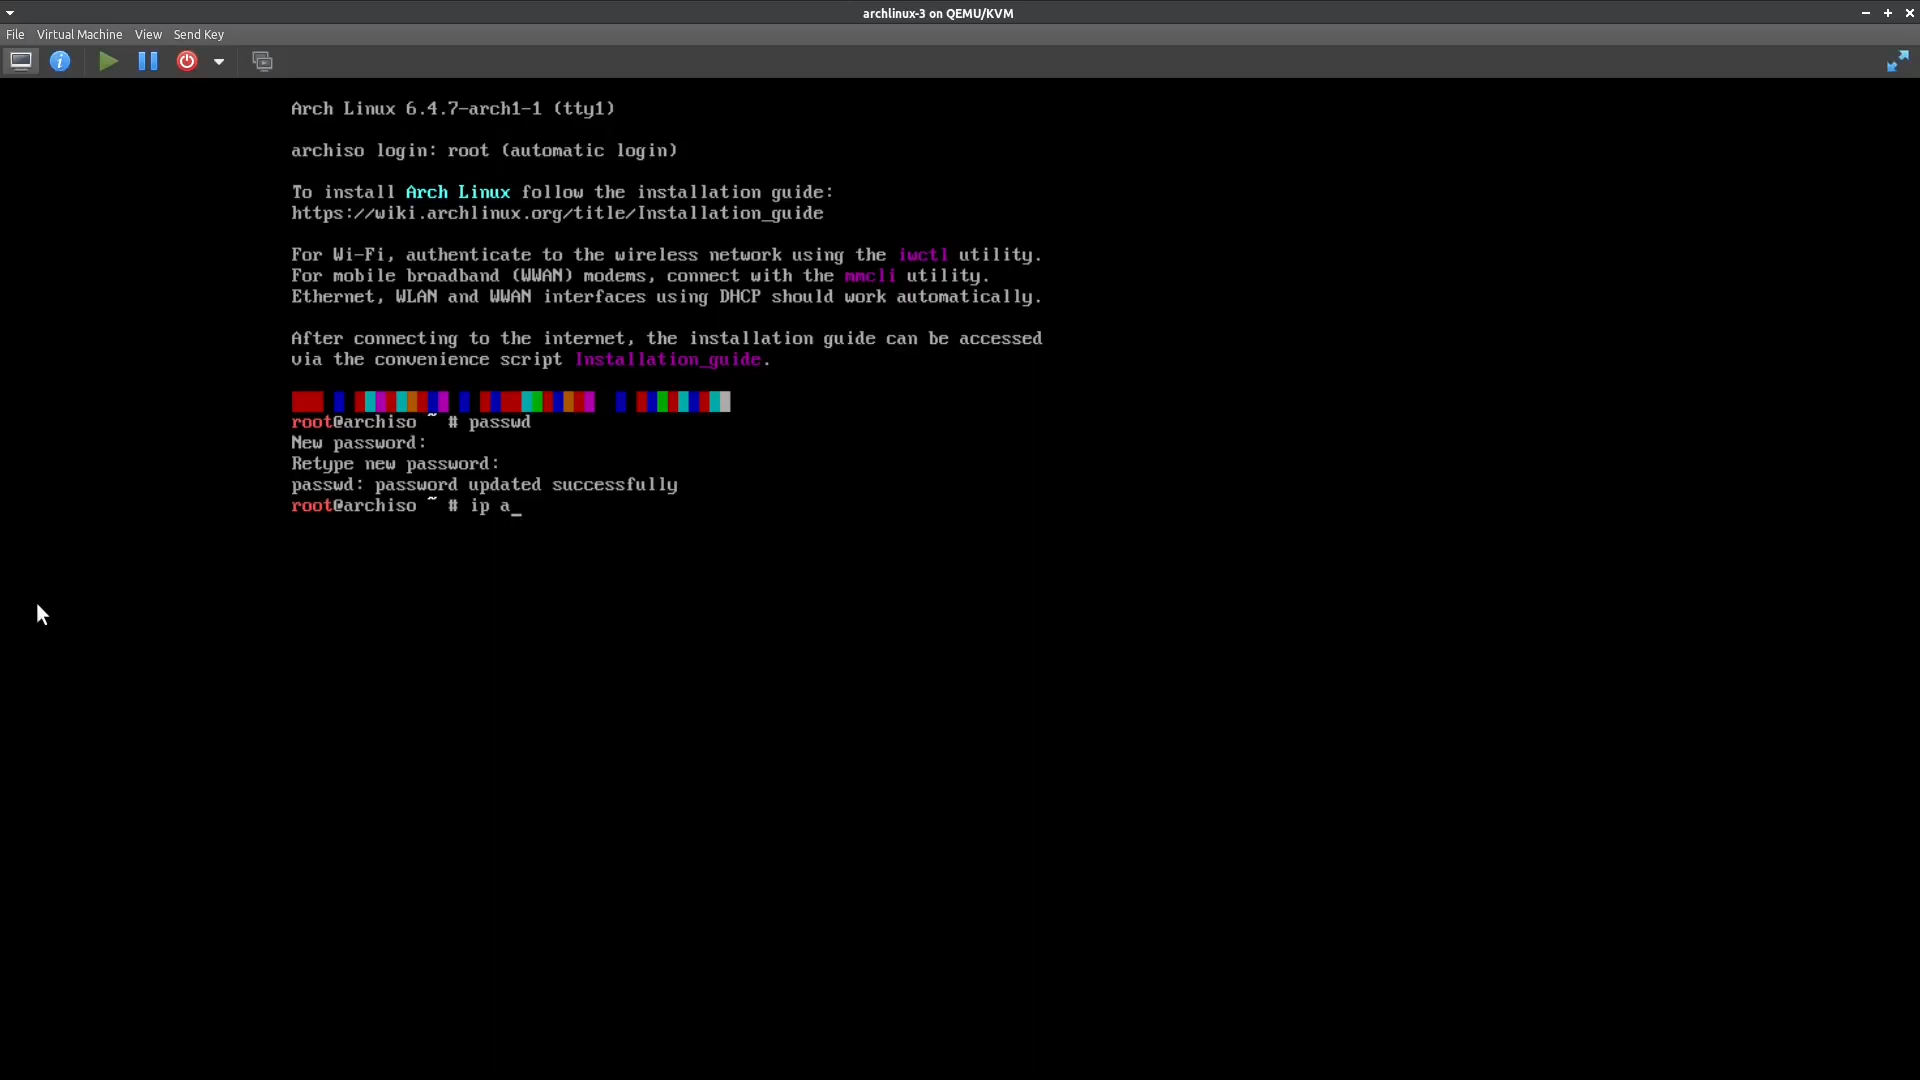 archlinux-3 on QEMU/KVM
File Virtual Machine View Send Key
Arch Linux 6.4.7-arch1-1 (tty1)
archiso login: root (automatic login)
To install Arch Linux follow the installation guide:
https://wiki.archlinux.org/title/Installation_guide
For Wi-Fi, authenticate to the wireless network using the iwctl utility.
For mobile broadband (WWAN) modems, connect with the mmcli utility.
Ethernet, WLAN and WWAN interfaces using DHCP should work automatically.
After connecting to the internet, the installation guide can be accessed
via the convenience script Installation_guide.
root@archiso ~ # passwd
New password:
Retype new password:
passwd: password updated successfully
root@archiso ~ # ip a_